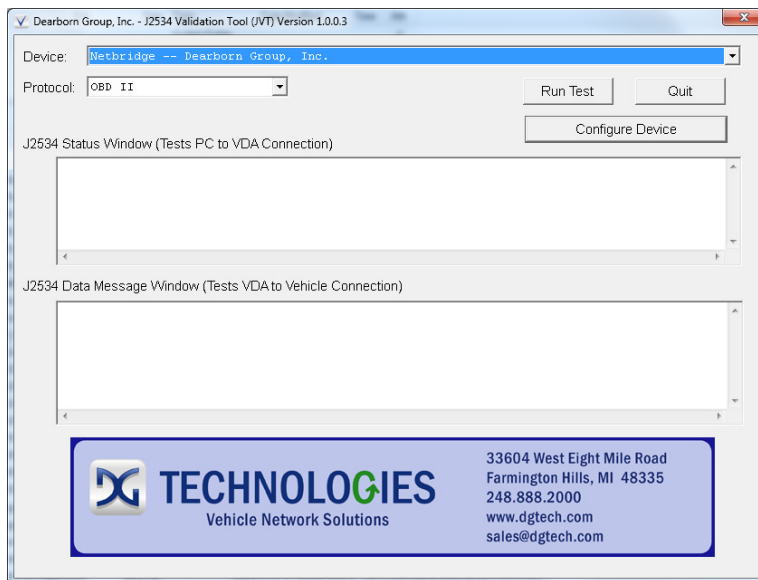 Dearborn Group, Inc. - J2534 Validation Tool (JVT) Version 1.0.0.3
Device: Netbridge -- Dearborn Group, Inc.
Protocol: OBD II
Run Test Quit
Configure Device
J2534 Status Window (Tests PC to VDA Connection)
J2534 Data Message Window (Tests VDA to Vehicle Connection)
DG TECHNOLOGIES
Vehicle Network Solutions
33604 West Eight Mile Road
Farmington Hills, MI 48335
248.888.2000
www.dgtech.com
sales@dgtech.com